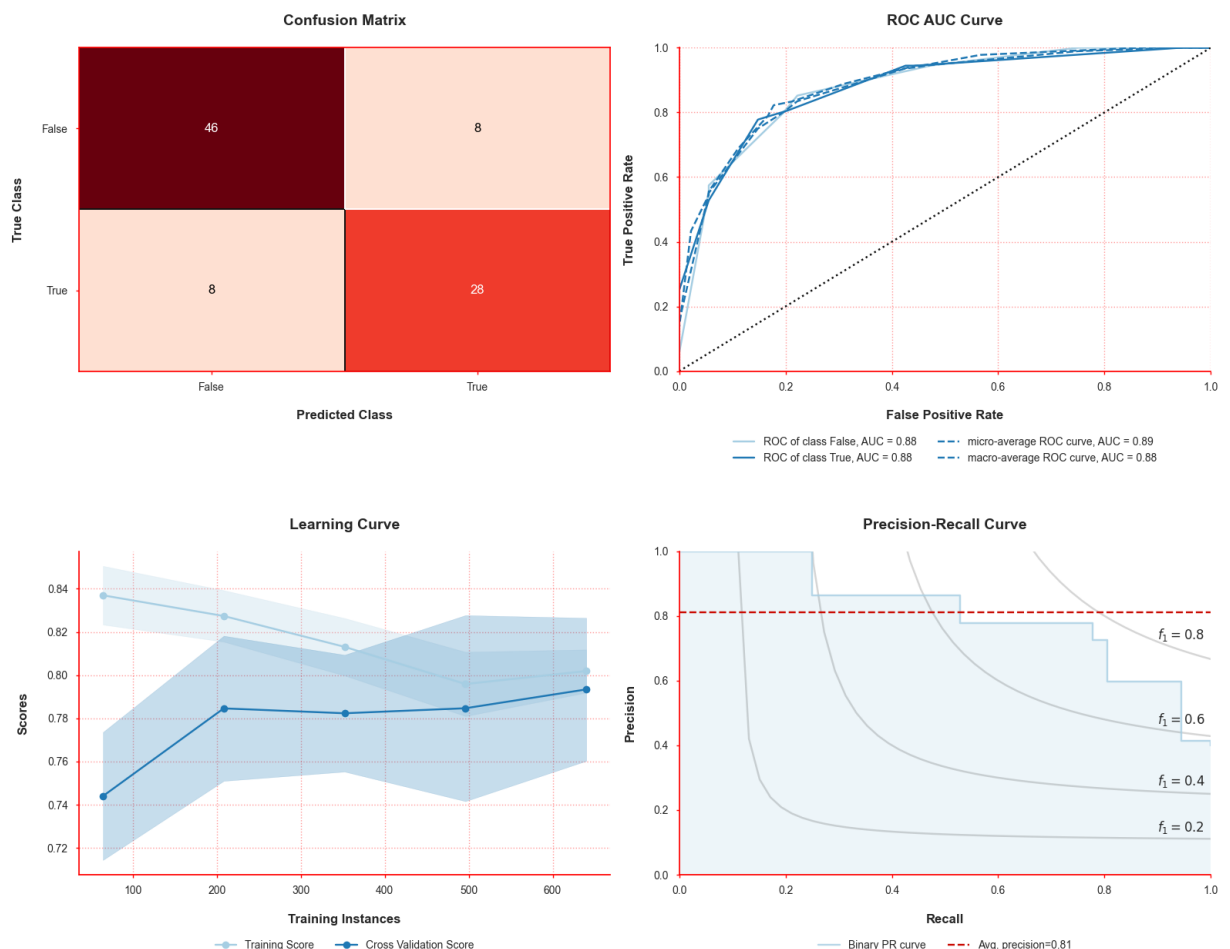 Confusion Matrix
True Class
False
True
46
8
8
28
False
True
Predicted Class
ROC AUC Curve
True Positive Rate
1.0
0.8
0.6
0.4
0.2
0.0
0.0
0.2
0.4
0.6
0.8
1.0
False Positive Rate
ROC of class False, AUC = 0.88
ROC of class True, AUC = 0.88
micro-average ROC curve, AUC = 0.89
macro-average ROC curve, AUC = 0.88
Learning Curve
Scores
0.84
0.82
0.80
0.78
0.76
0.74
0.72
100
200
300
400
500
600
Training Instances
Training Score
Cross Validation Score
Precision-Recall Curve
Precision
1.0
0.8
0.6
0.4
0.2
0.0
f₁ = 0.8
f₁ = 0.6
f₁ = 0.4
f₁ = 0.2
0.0
0.2
0.4
0.6
0.8
1.0
Recall
Binary PR curve
Avg. precision=0.81